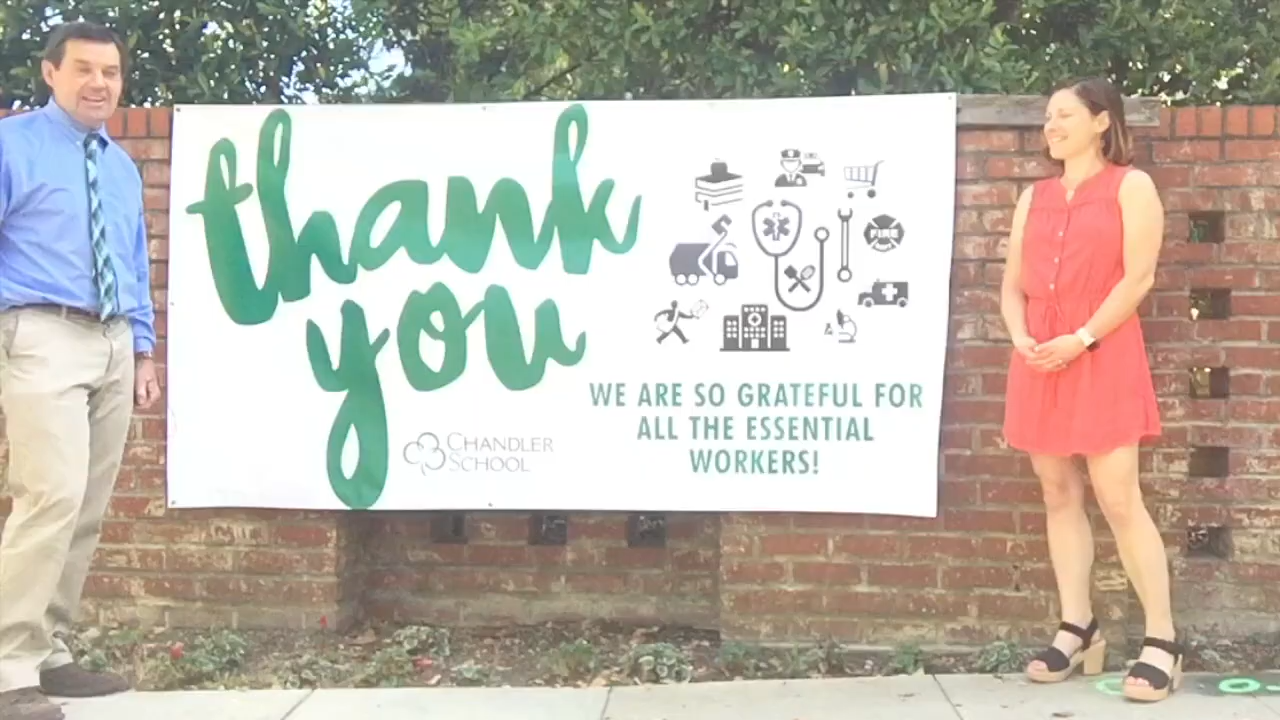 thank
you
CHANDLER
SCHOOL
FIRE
WE ARE SO GRATEFUL FOR
ALL THE ESSENTIAL
WORKERS!